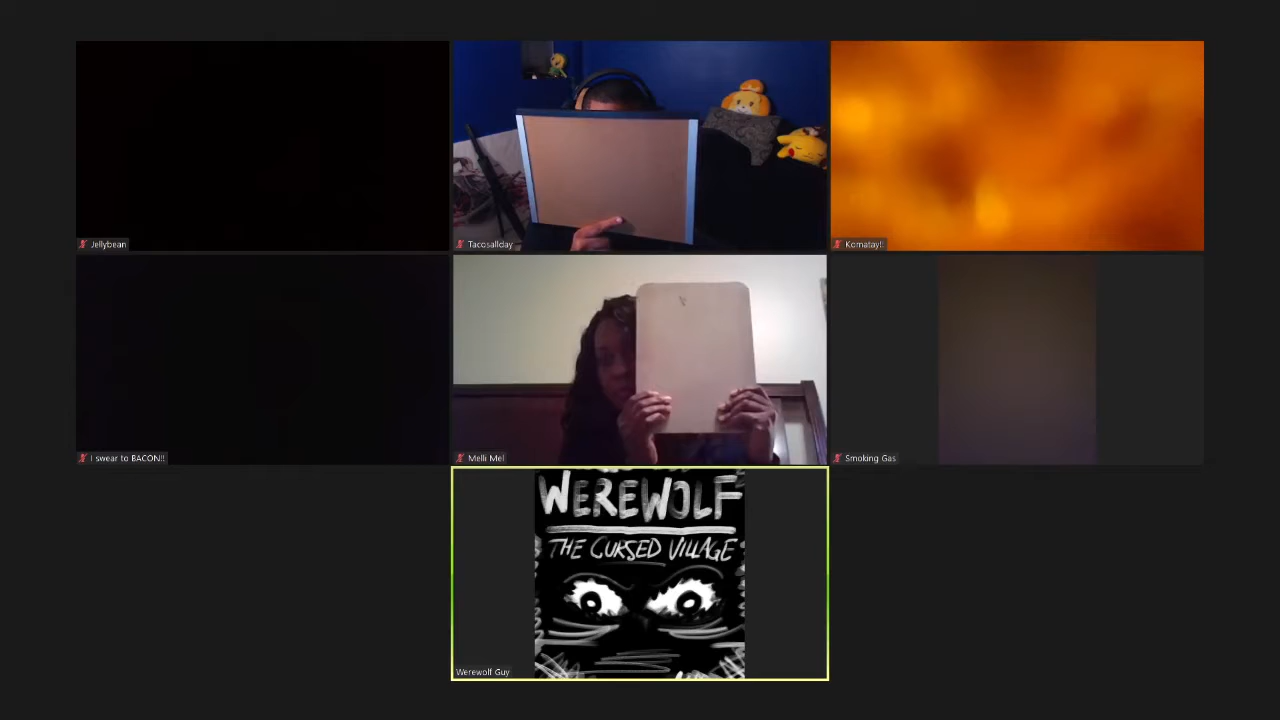 Jellybean
Tacosallday
Komatay!!
I swear to BACON!!
Melli Mel
Smoking Gas
WEREWOLF
THE CURSED VILLAGE
Werewolf Guy